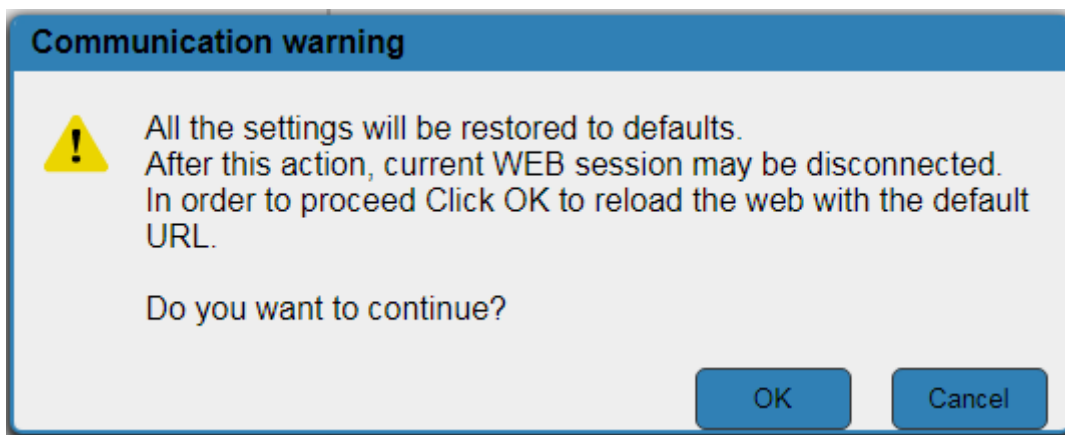 Communication warning
All the settings will be restored to defaults.
After this action, current WEB session may be disconnected.
In order to proceed Click OK to reload the web with the default
URL.
Do you want to continue?
OK
Cancel